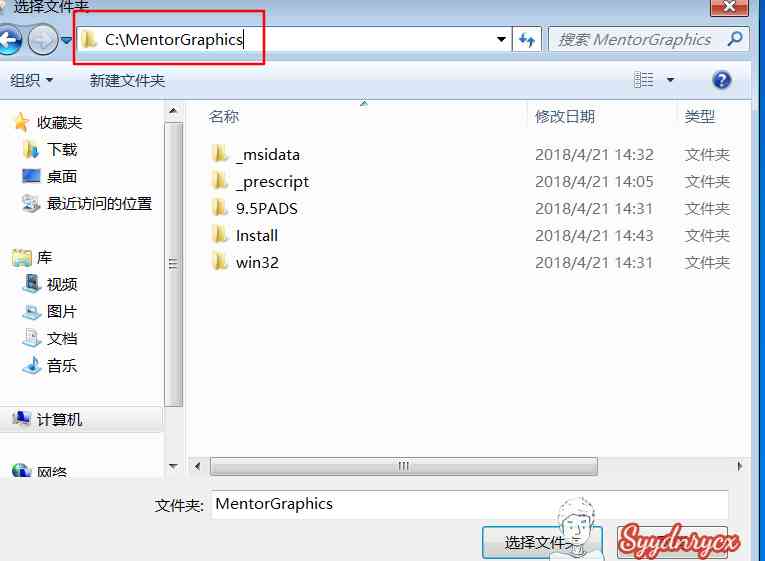 选择文件夹
C:\MentorGraphics
搜索 MentorGraphics
组织 新建文件夹
名称 修改日期 类型
收藏夹
下载
桌面
最近访问的位置
库
视频
图片
文档
音乐
计算机
网络
_msidata 2018/4/21 14:32 文件夹
_prescript 2018/4/21 14:05 文件夹
9.5PADS 2018/4/21 14:31 文件夹
Install 2018/4/21 14:43 文件夹
win32 2018/4/21 14:31 文件夹
文件夹: MentorGraphics
选择文件夹
Syydnrycx